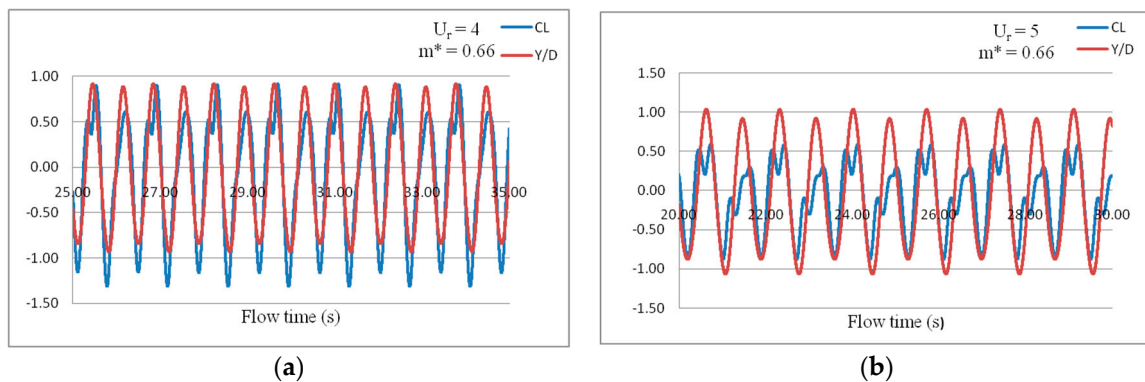 U_r = 4
m* = 0.66
CL
Y/D
1.00
0.50
0.00
-0.50
-1.00
-1.50
25.00 27.00 29.00 31.00 33.00 35.00
Flow time (s)
(a)
U_r = 5
m* = 0.66
CL
Y/D
1.50
1.00
0.50
0.00
-0.50
-1.00
-1.50
20.00 22.00 24.00 26.00 28.00 30.00
Flow time (s)
(b)